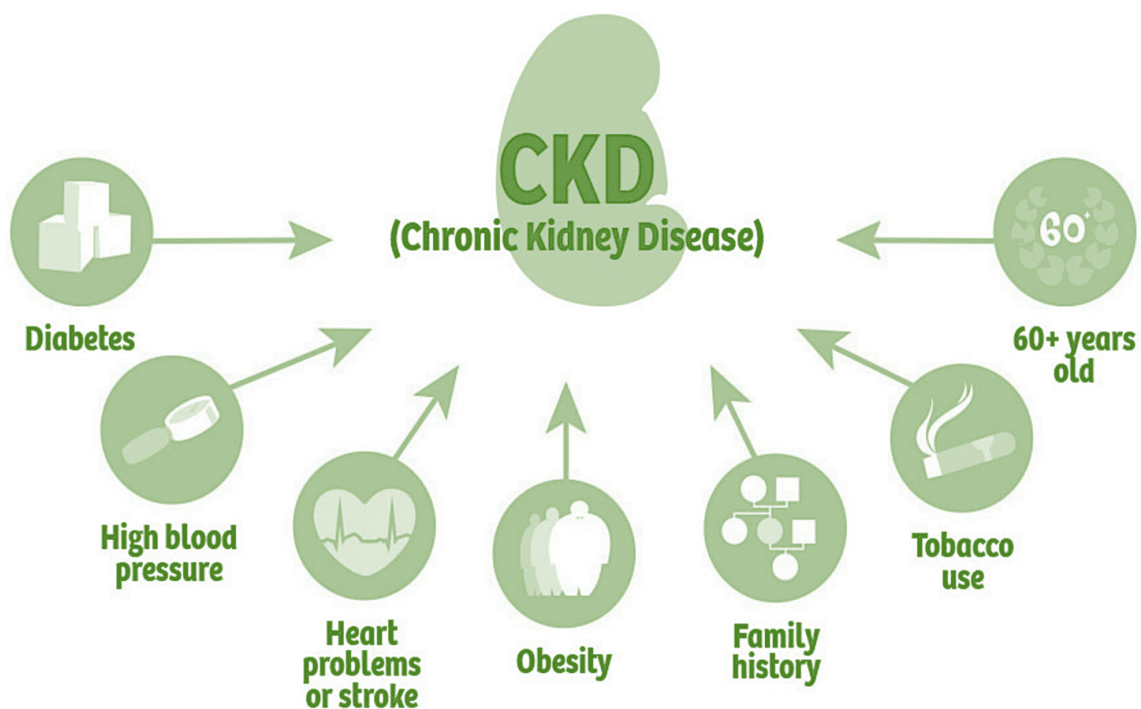 CKD
(Chronic Kidney Disease)
Diabetes
High blood
pressure
Heart
problems
or stroke
Obesity
Family
history
Tobacco
use
60+
60+ years
old